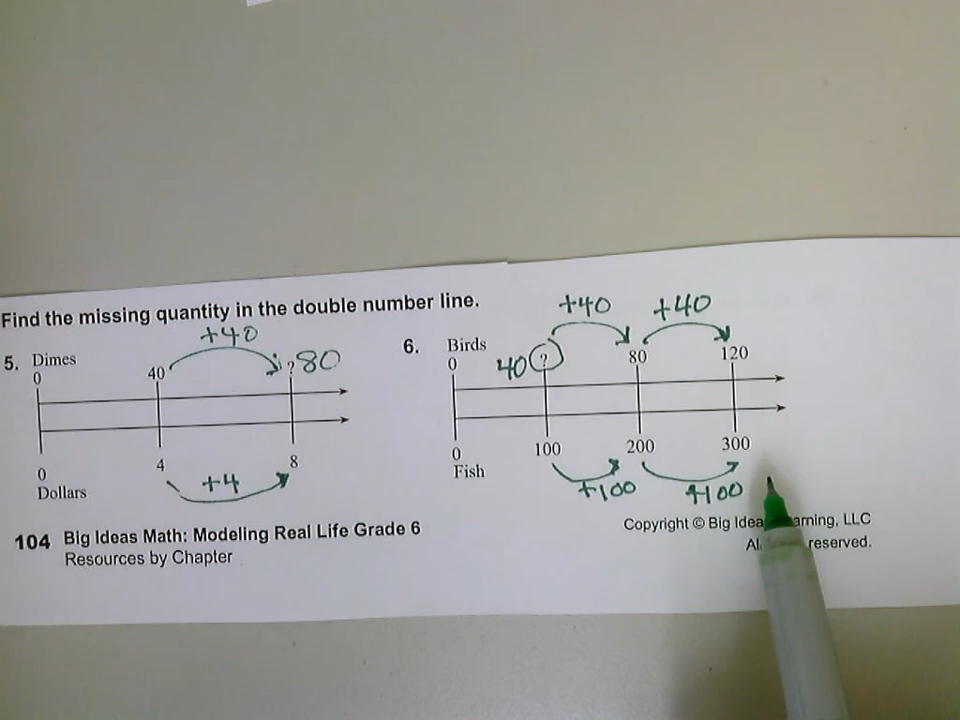 Find the missing quantity in the double number line.
5. Dimes
+40
0 40 ? 80
4 8
+4
0
Dollars
6. Birds
+40 +40
0 40 ? 80 120
0 100 200 300
Fish
+100 +100
104 Big Ideas Math: Modeling Real Life Grade 6
Resources by Chapter
Copyright © Big Idea arning, LLC
Al reserved.